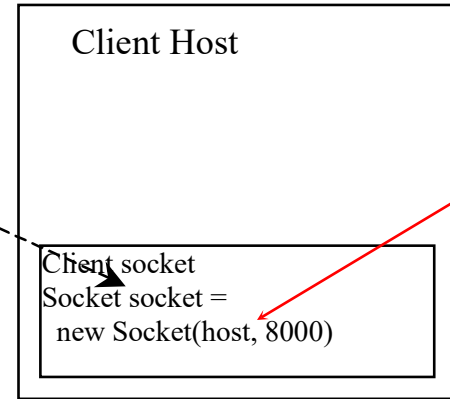 Client Host
Client socket
Socket socket =
new Socket(host, 8000)